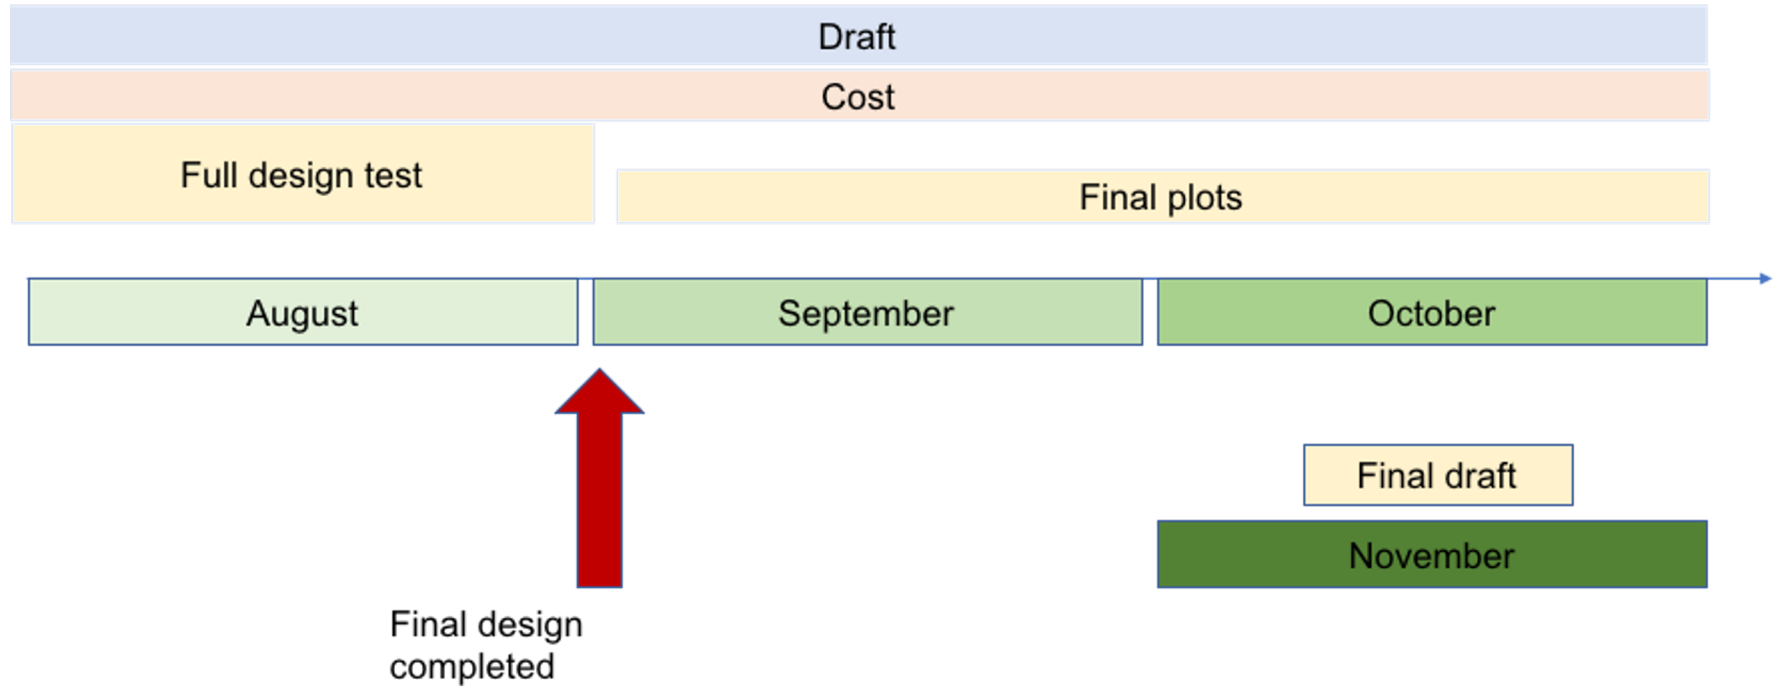 Draft
Cost
Full design test
Final plots
August
September
October
Final draft
November
Final design
completed